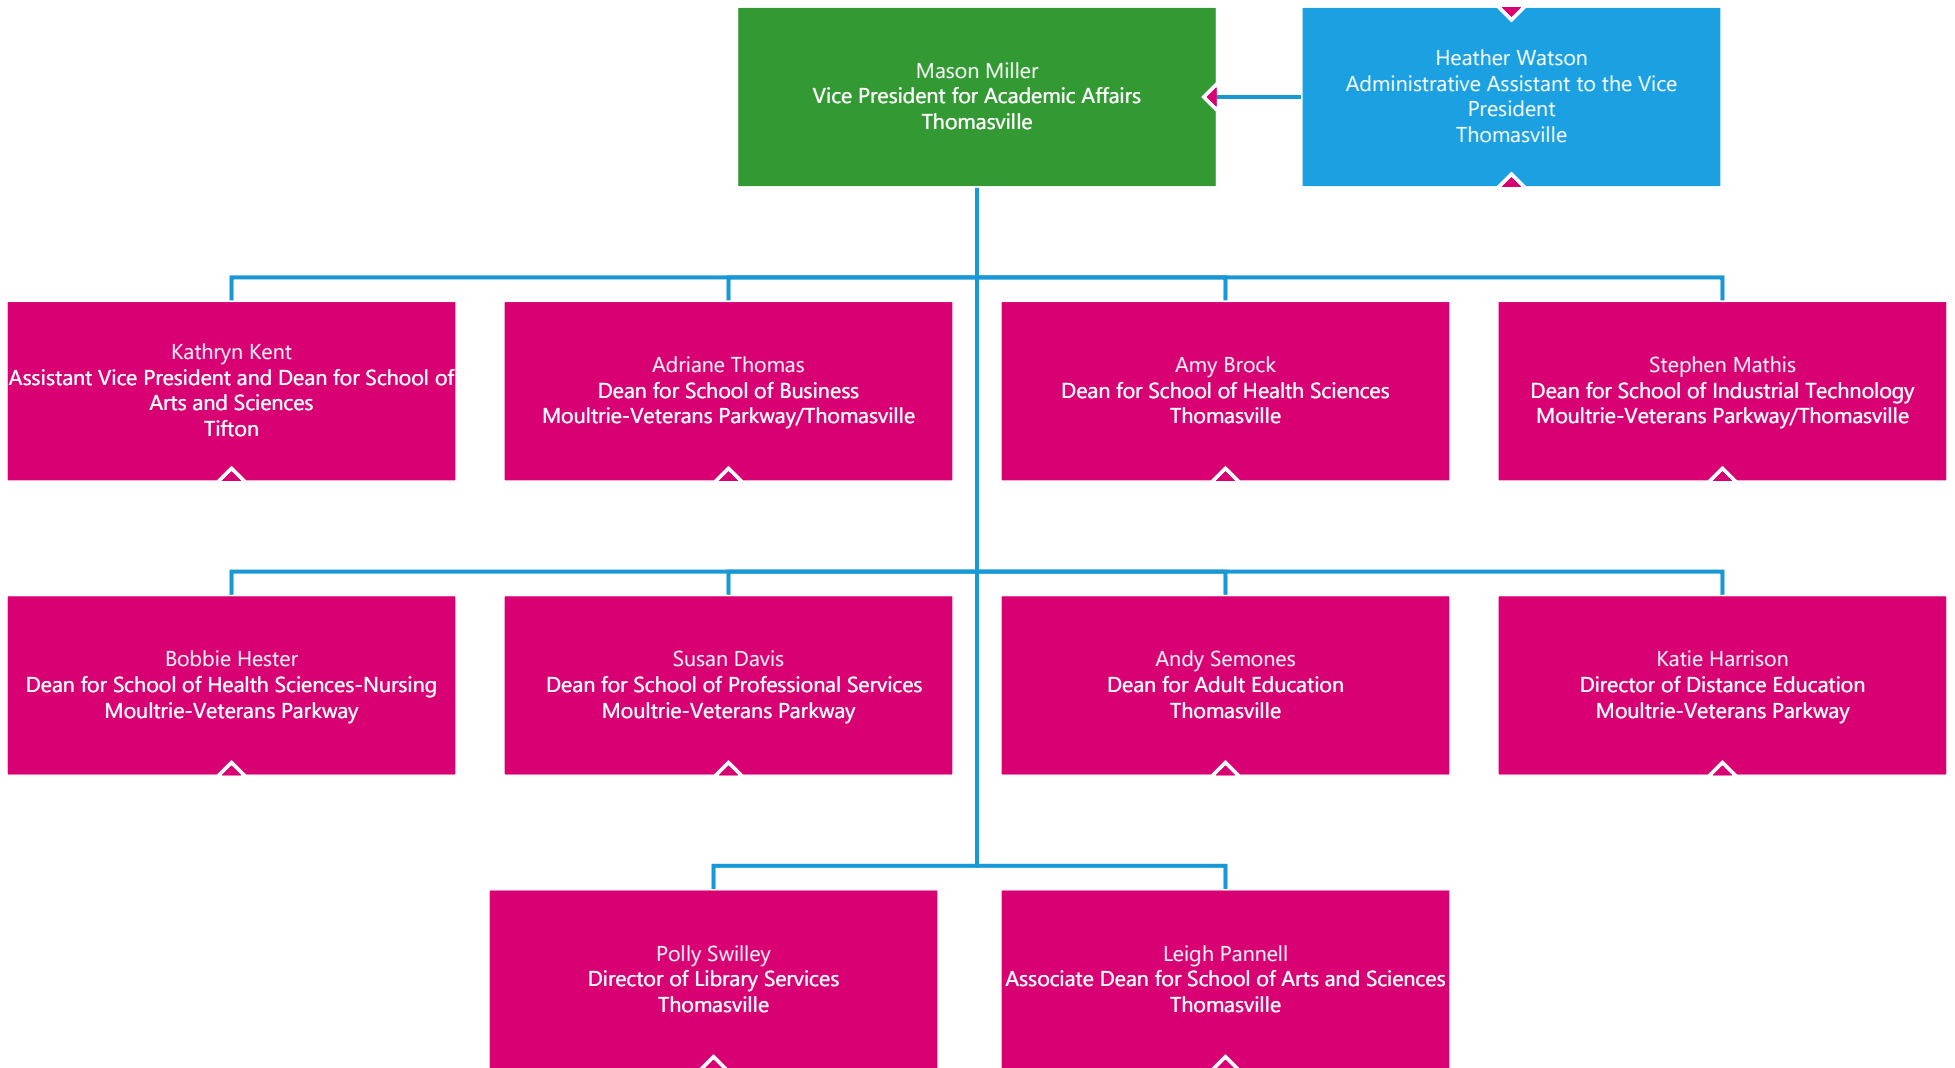 Mason Miller
Vice President for Academic Affairs
Thomasville
Heather Watson
Administrative Assistant to the Vice
President
Thomasville
Kathryn Kent
Assistant Vice President and Dean for School of
Arts and Sciences
Tifton
Adriane Thomas
Dean for School of Business
Moultrie-Veterans Parkway/Thomasville
Amy Brock
Dean for School of Health Sciences
Thomasville
Stephen Mathis
Dean for School of Industrial Technology
Moultrie-Veterans Parkway/Thomasville
Bobbie Hester
Dean for School of Health Sciences-Nursing
Moultrie-Veterans Parkway
Susan Davis
Dean for School of Professional Services
Moultrie-Veterans Parkway
Andy Semones
Dean for Adult Education
Thomasville
Katie Harrison
Director of Distance Education
Moultrie-Veterans Parkway
Polly Swilley
Director of Library Services
Thomasville
Leigh Pannell
Associate Dean for School of Arts and Sciences
Thomasville